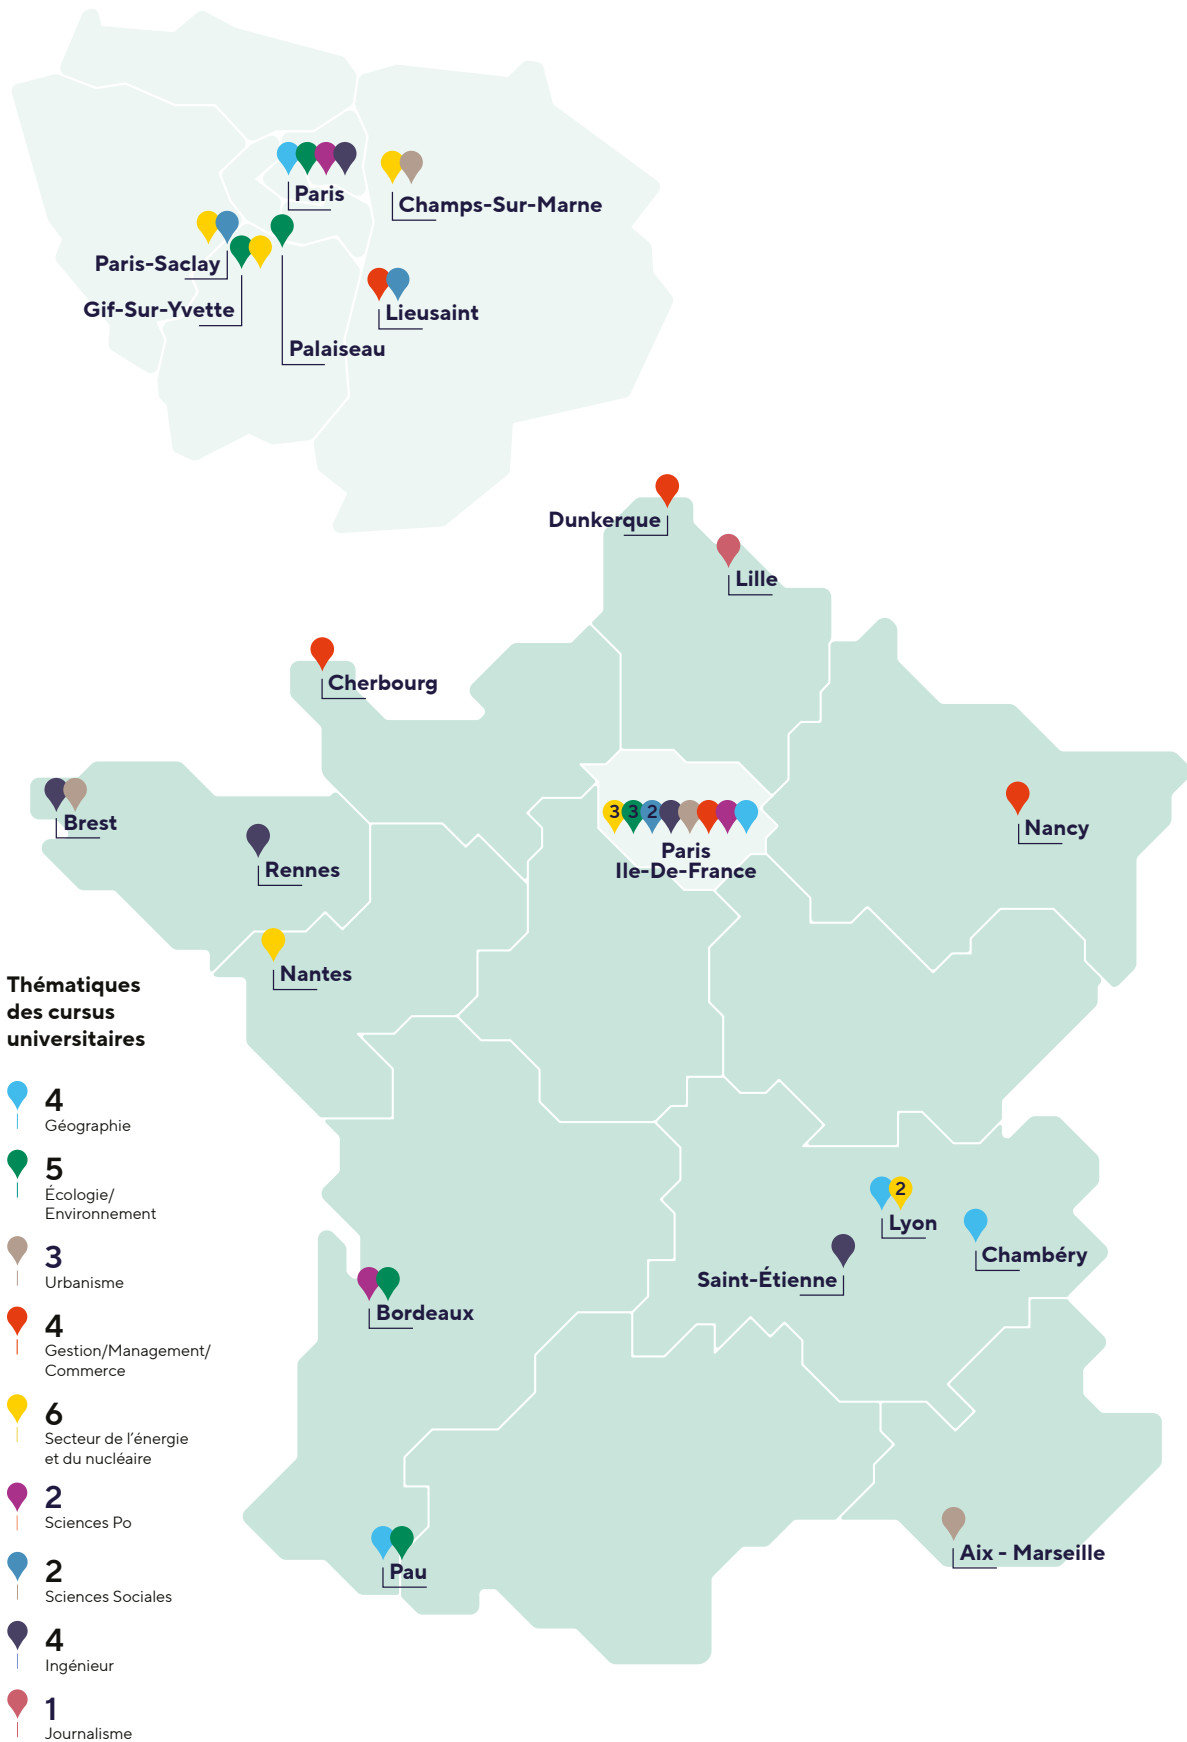 Paris
Champs-Sur-Marne
Paris-Saclay
Gif-Sur-Yvette
Lieusaint
Palaiseau
Dunkerque
Lille
Cherbourg
3 3 2
Paris
Ile-De-France
Nancy
Brest
Rennes
Nantes
Thématiques
des cursus
universitaires
4
Géographie
5
Écologie/
Environnement
3
Urbanisme
4
Gestion/Management/
Commerce
6
Secteur de l’énergie
et du nucléaire
2
Sciences Po
2
Sciences Sociales
4
Ingénieur
1
Journalisme
2
Lyon
Chambéry
Saint-Étienne
Bordeaux
Pau
Aix - Marseille